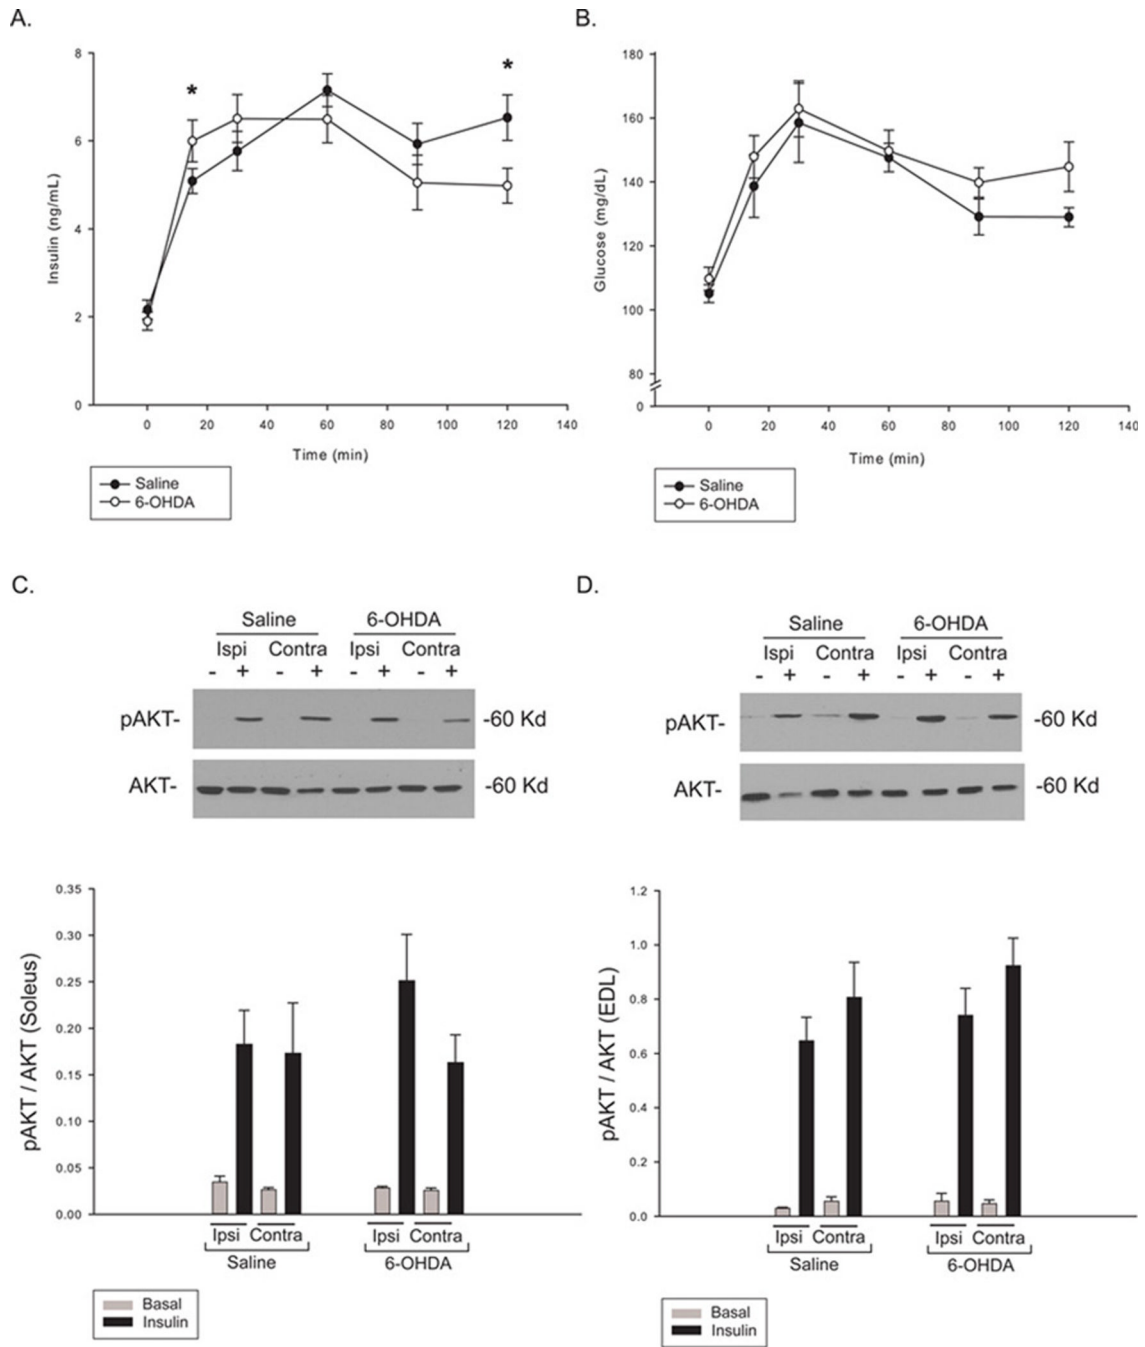 A.
8
6
4
2
0
Insulin (ng/mL)
*
*
0 20 40 60 80 100 120 140
Time (min)
Saline
6-OHDA
B.
180
160
140
120
100
80
0
Glucose (mg/dL)
0 20 40 60 80 100 120 140
Time (min)
Saline
6-OHDA
C.
Saline 6-OHDA
Ispi Contra Ipsi Contra
- + - + - + - +
pAKT- -60 Kd
AKT- -60 Kd
0.35
0.30
0.25
0.20
0.15
0.10
0.05
0.00
pAKT / AKT (Soleus)
Ipsi Contra Ipsi Contra
Saline 6-OHDA
Basal
Insulin
D.
Saline 6-OHDA
Ispi Contra Ipsi Contra
- + - + - + - +
pAKT- -60 Kd
AKT- -60 Kd
1.2
1.0
0.8
0.6
0.4
0.2
0.0
pAKT / AKT (EDL)
Ipsi Contra Ipsi Contra
Saline 6-OHDA
Basal
Insulin